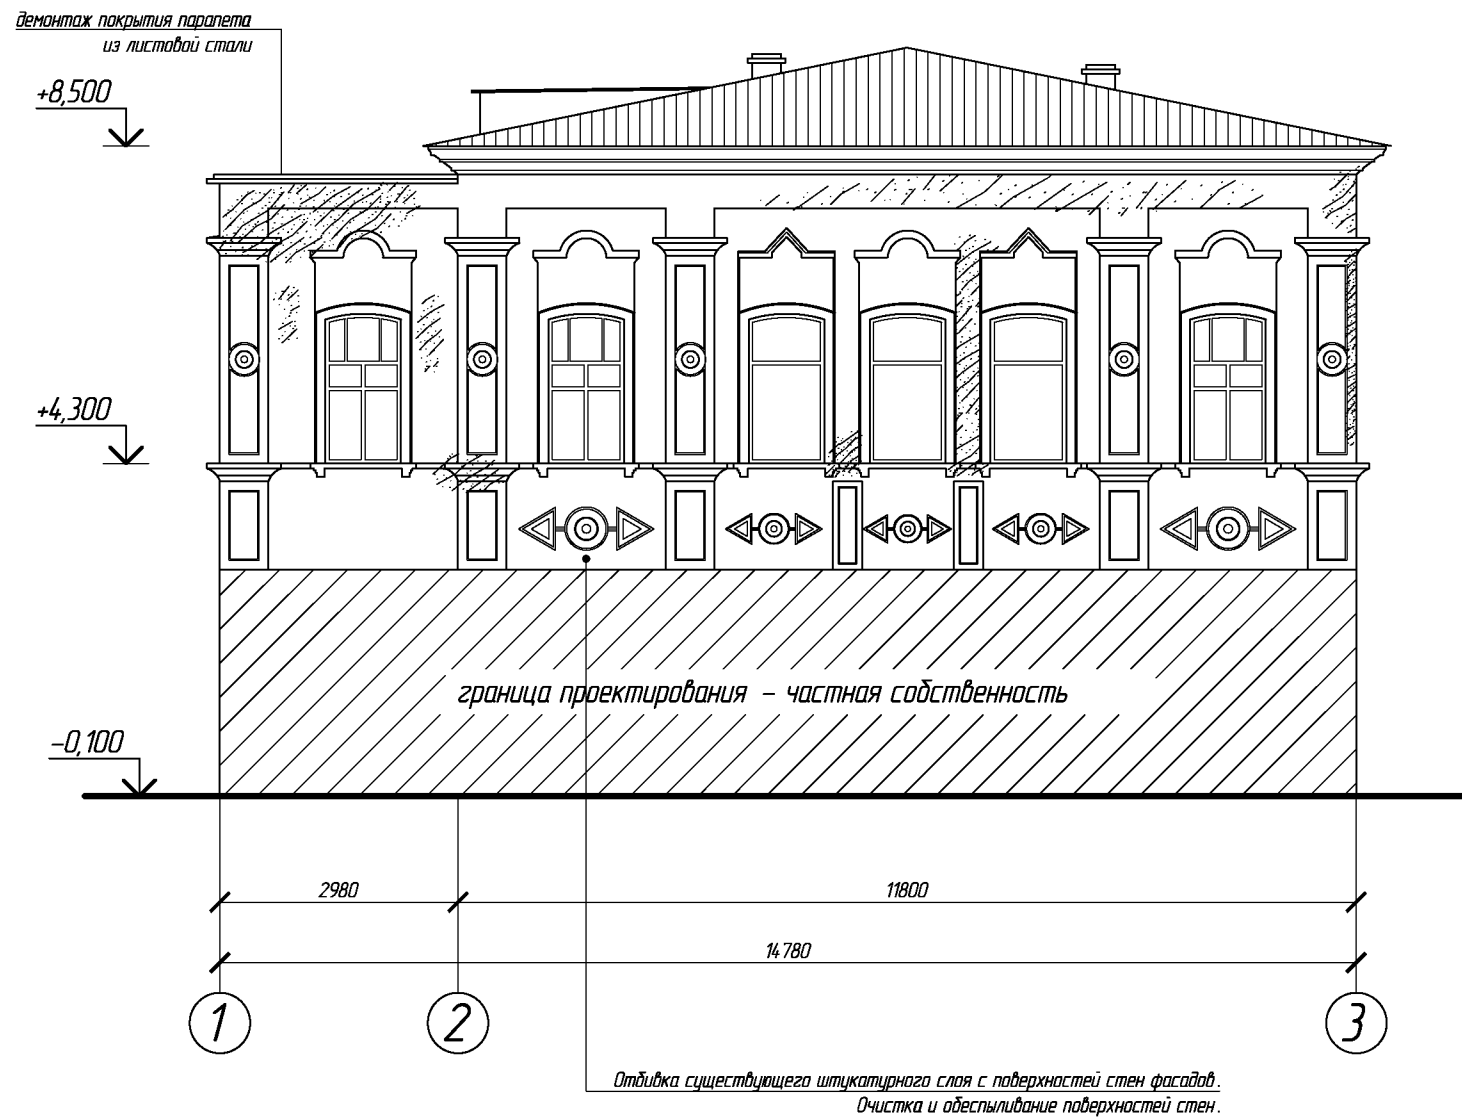 демонтаж покрытия парапета
из листовой стали
+8,500
+4,300
граница проектирования - частная собственность
-0,100
2980
11800
14780
1
2
3
Отбивка существующего штукатурного слоя с поверхностей стен фасадов.
Очистка и обеспыливание поверхностей стен.